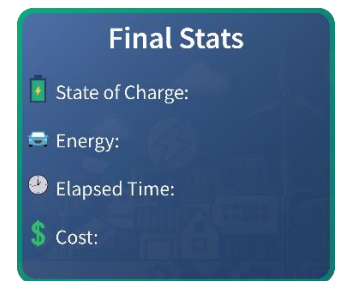 Final Stats
State of Charge:
Energy:
Elapsed Time:
Cost: